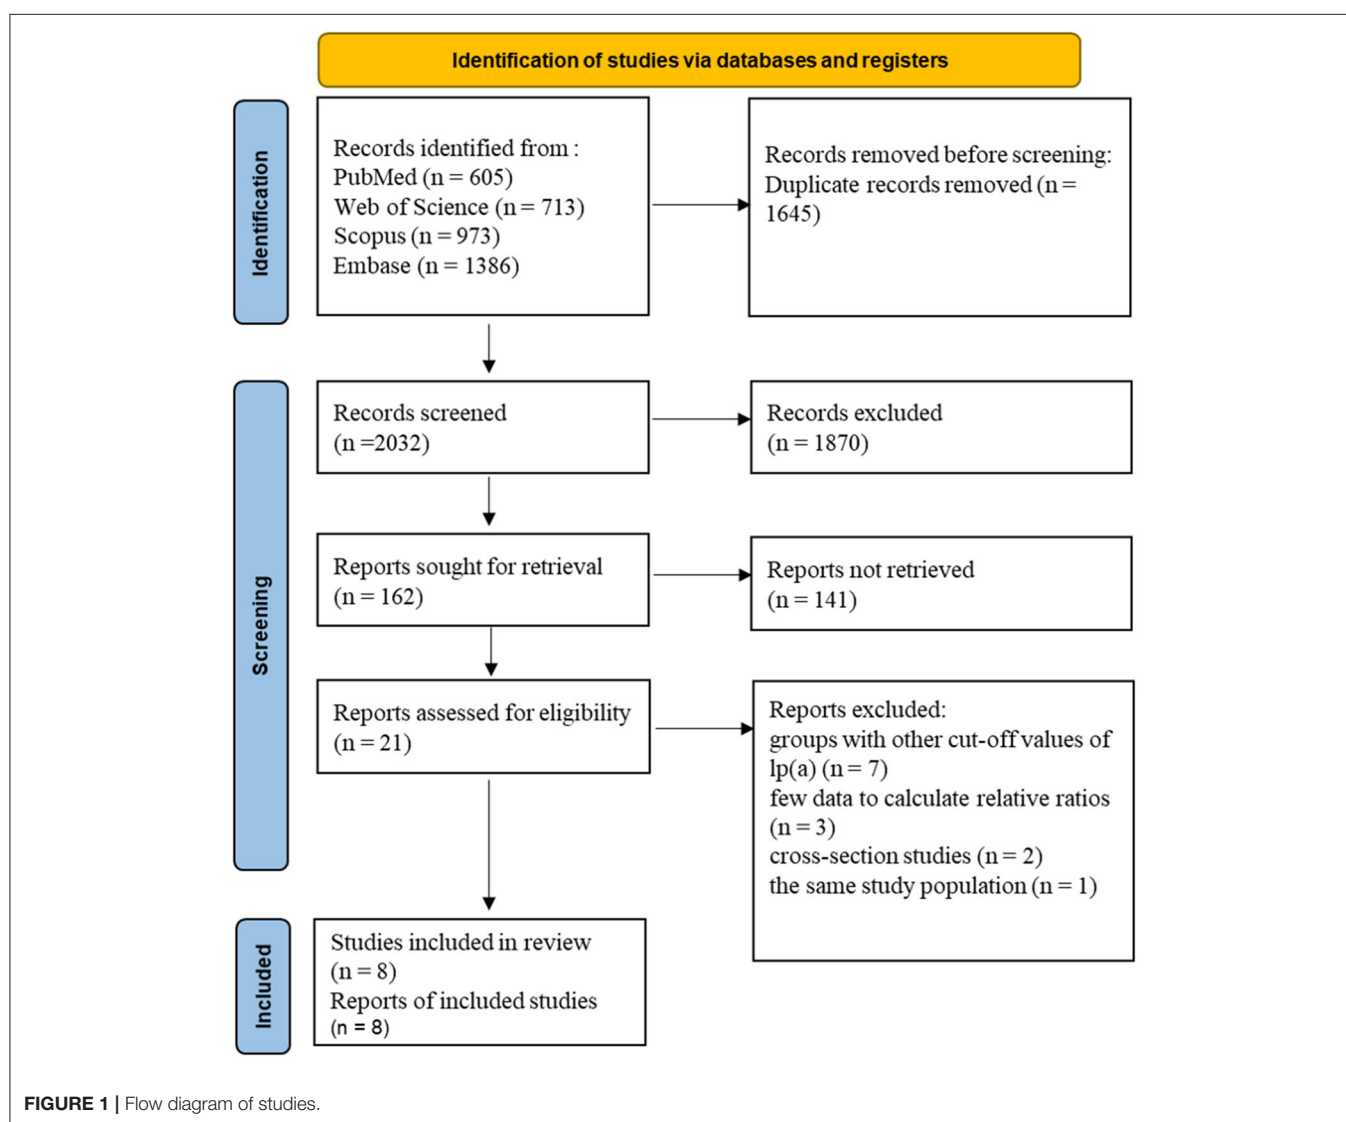 Identification of studies via databases and registers
Identification
Records identified from :
PubMed (n = 605)
Web of Science (n = 713)
Scopus (n = 973)
Embase (n = 1386)
Records removed before screening:
Duplicate records removed (n =
1645)
Screening
Records screened
(n =2032)
Records excluded
(n = 1870)
Reports sought for retrieval
(n = 162)
Reports not retrieved
(n = 141)
Reports assessed for eligibility
(n = 21)
Reports excluded:
groups with other cut-off values of
lp(a) (n = 7)
few data to calculate relative ratios
(n = 3)
cross-section studies (n = 2)
the same study population (n = 1)
Included
Studies included in review
(n = 8)
Reports of included studies
(n = 8)
FIGURE 1 | Flow diagram of studies.